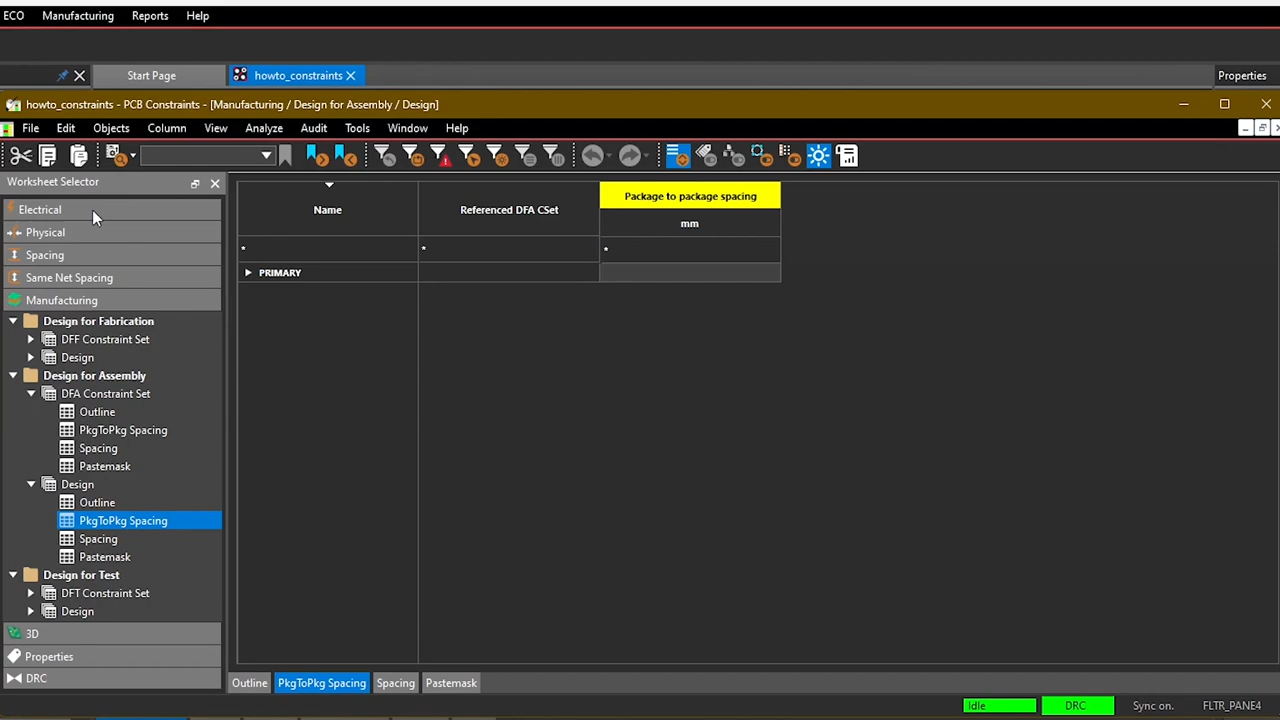 ECO Manufacturing Reports Help
Start Page howto_constraints Properties
howto_constraints - PCB Constraints - [Manufacturing / Design for Assembly / Design]
File Edit Objects Column View Analyze Audit Tools Window Help
Worksheet Selector
Electrical
Physical
Spacing
Same Net Spacing
Manufacturing
Design for Fabrication
DFF Constraint Set
Design
Design for Assembly
DFA Constraint Set
Outline
PkgToPkg Spacing
Spacing
Pastemask
Design
Outline
PkgToPkg Spacing
Spacing
Pastemask
Design for Test
DFT Constraint Set
Design
3D
Properties
DRC
Name Referenced DFA CSet Package to package spacing
mm
* * *
PRIMARY
Outline PkgToPkg Spacing Spacing Pastemask
Idle DRC Sync on. FLTR_PANE4